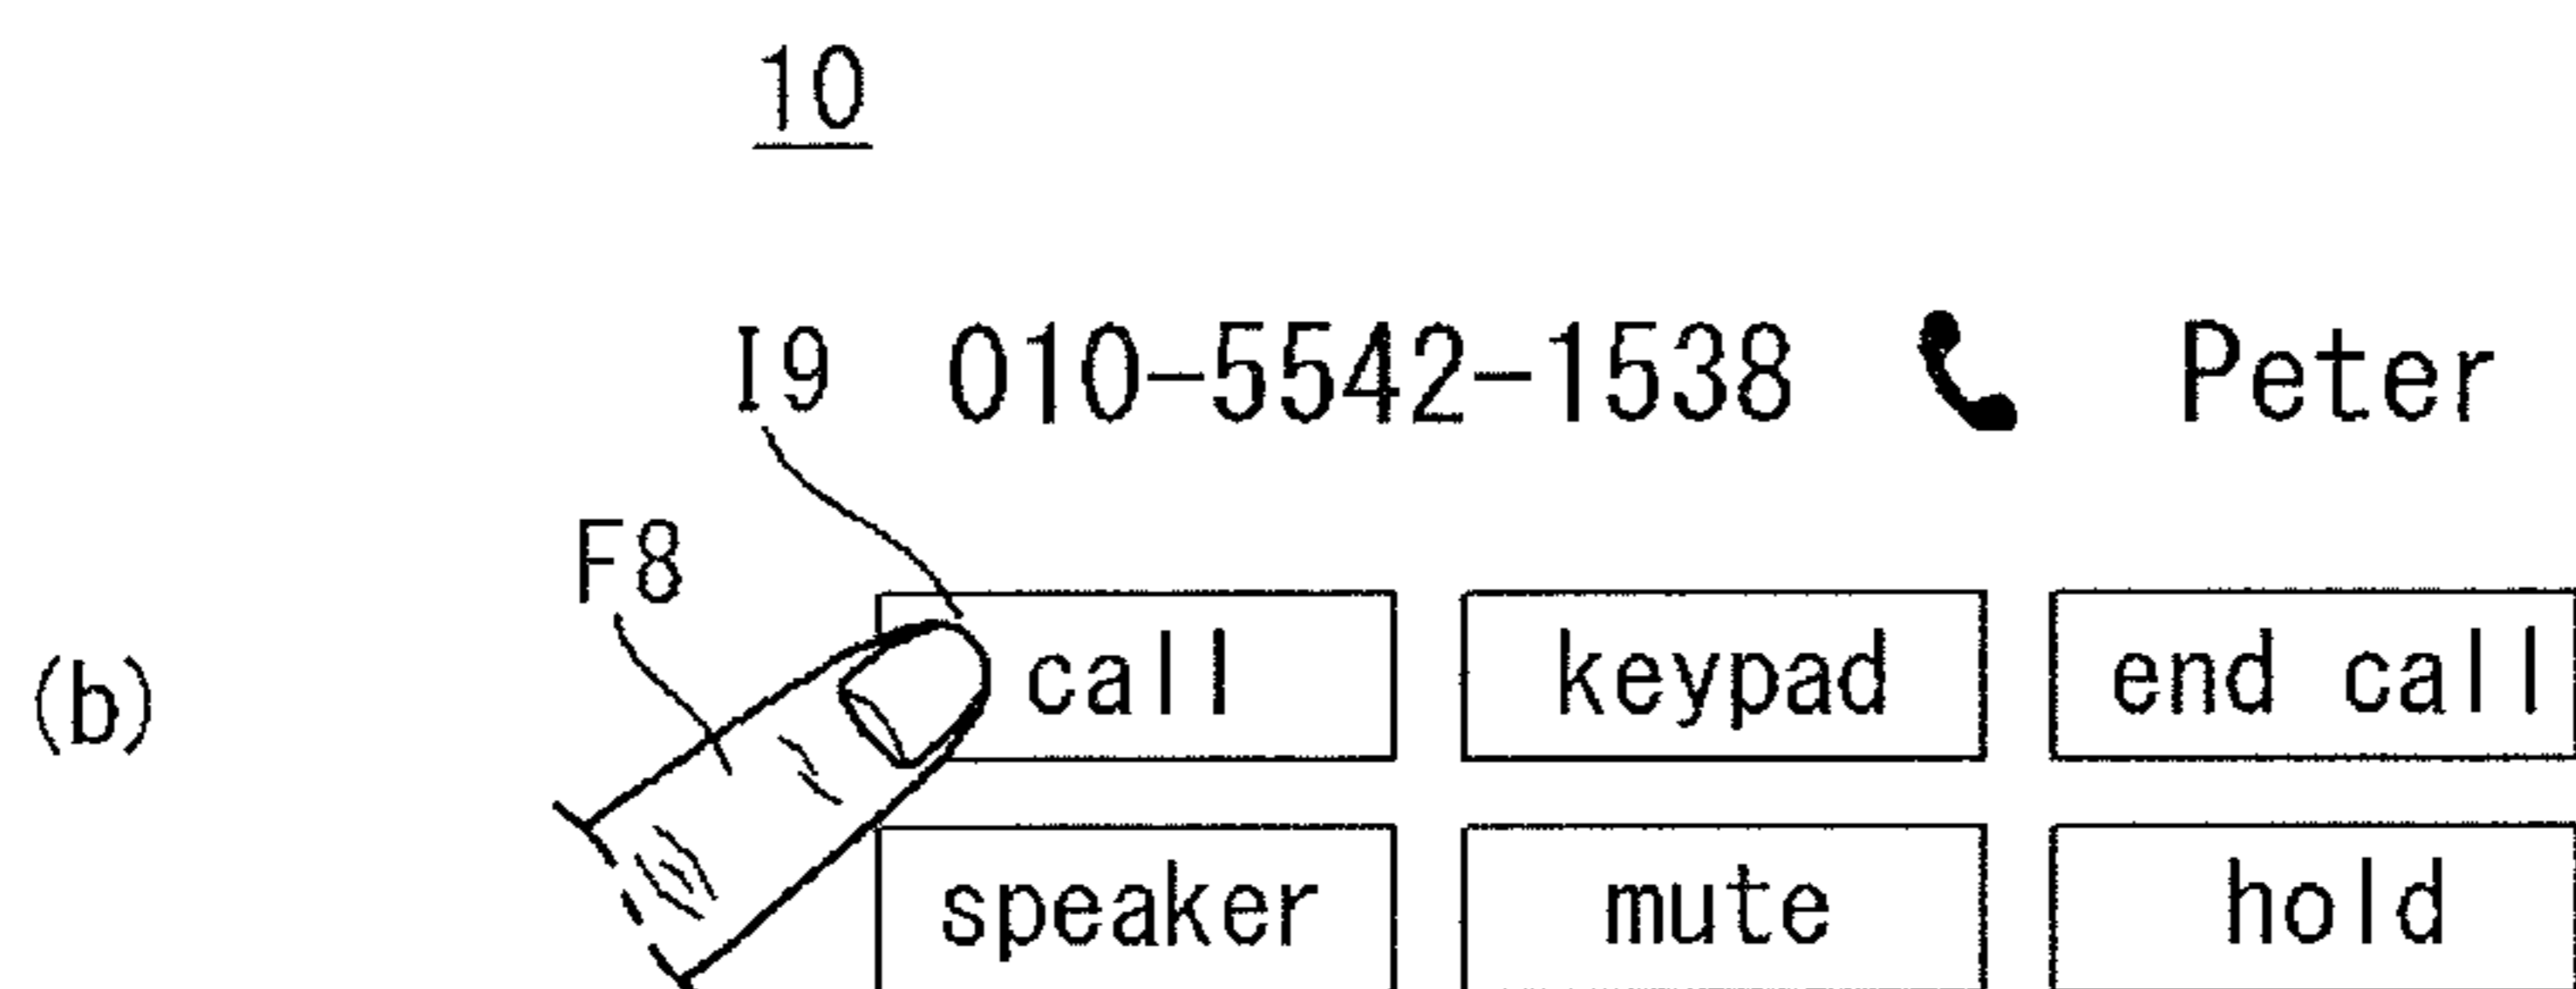 10
I9 010-5542-1538 Peter
F8
(b) call keypad end call
speaker mute hold